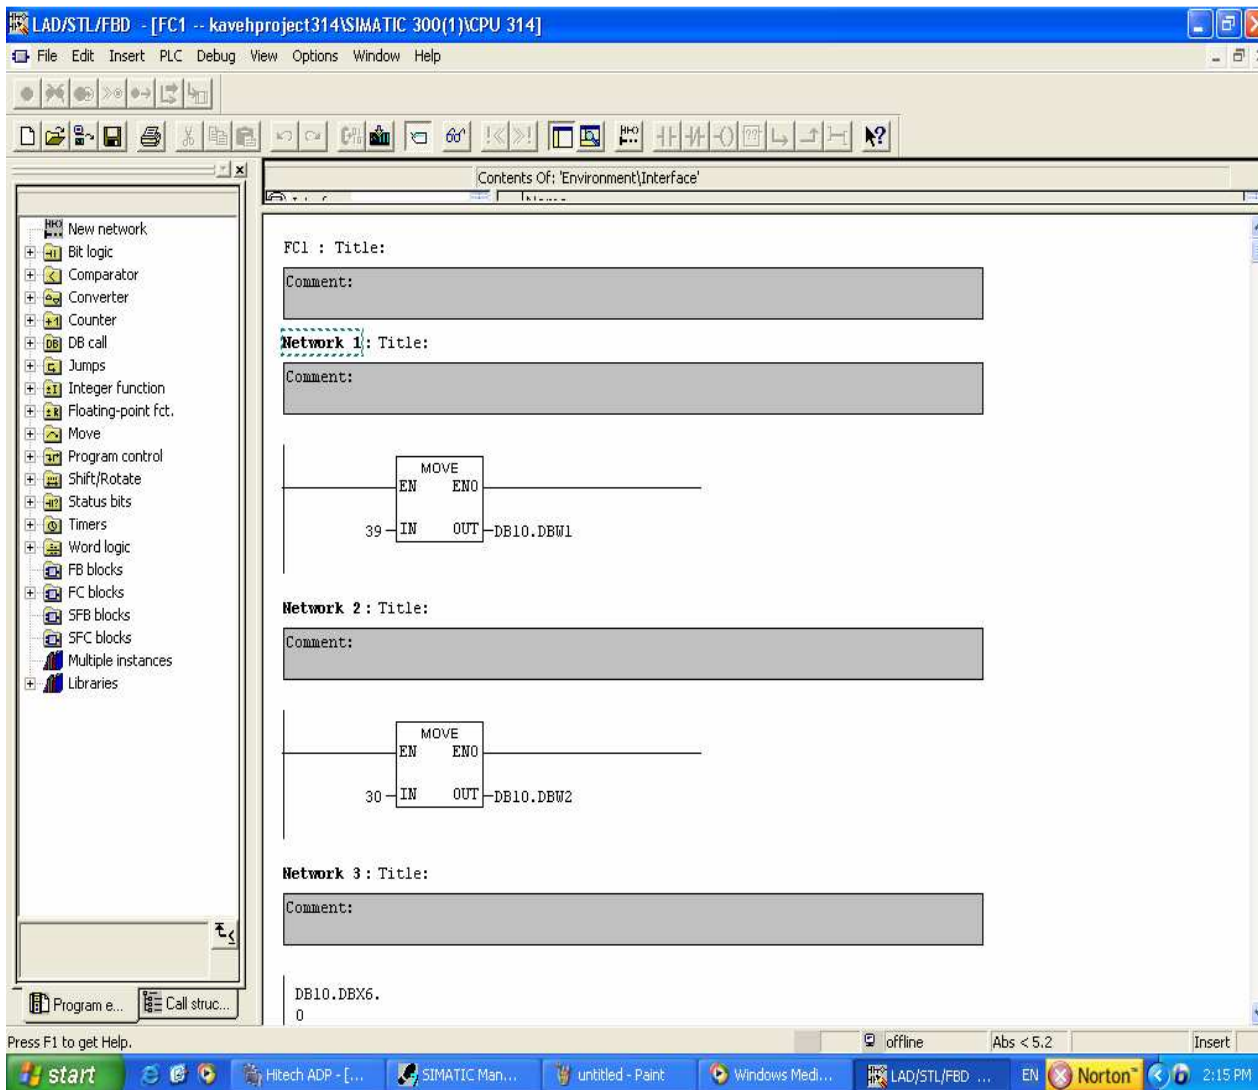 LAD/STL/FBD - [FC1 -- kavehproject314\SIMATIC 300(1)\CPU 314]
File Edit Insert PLC Debug View Options Window Help
Contents Of: 'Environment\Interface'
New network
Bit logic
Comparator
Converter
Counter
DB call
Jumps
Integer function
Floating-point fct.
Move
Program control
Shift/Rotate
Status bits
Timers
Word logic
FB blocks
FC blocks
SFB blocks
SFC blocks
Multiple instances
Libraries
Program e... Call struc...
FC1 : Title:
Comment:
Network 1: Title:
Comment:
MOVE
EN ENO
39 IN OUT DB10.DBW1
Network 2: Title:
Comment:
MOVE
EN ENO
30 IN OUT DB10.DBW2
Network 3: Title:
Comment:
DB10.DBX6.
0
Press F1 to get Help. offline Abs < 5.2 Insert
start Hitech ADP - [... SIMATIC Man... untitled - Paint Windows Medi... LAD/STL/FBD ... EN Norton™ 2:15 PM